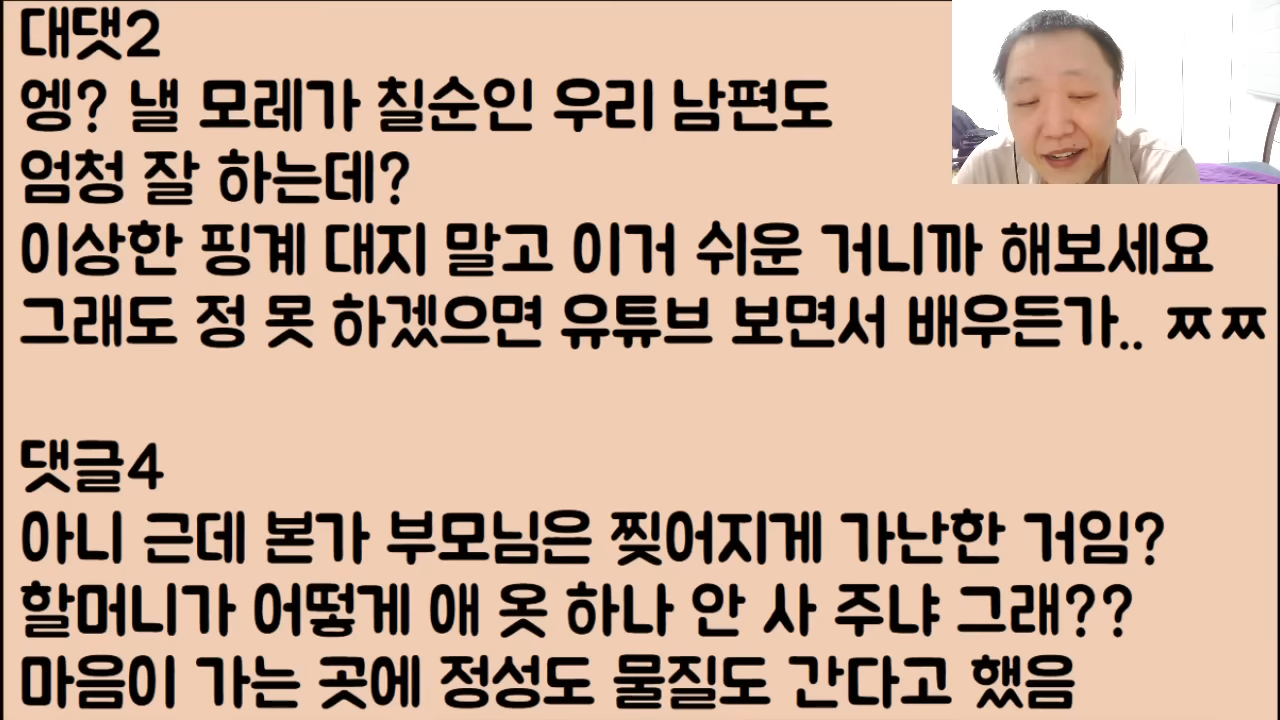 대댓2
엥? 낼 모레가 칠순인 우리 남편도
엄청 잘 하는데?
이상한 핑계 대지 말고 이거 쉬운 거니까 해보세요
그래도 정 못 하겠으면 유튜브 보면서 배우든가.. ㅉㅉ
댓글4
아니 근데 본가 부모님은 찢어지게 가난한 거임?
할머니가 어떻게 애 옷 하나 안 사 주냐 그래??
마음이 가는 곳에 정성도 물질도 간다고 했음